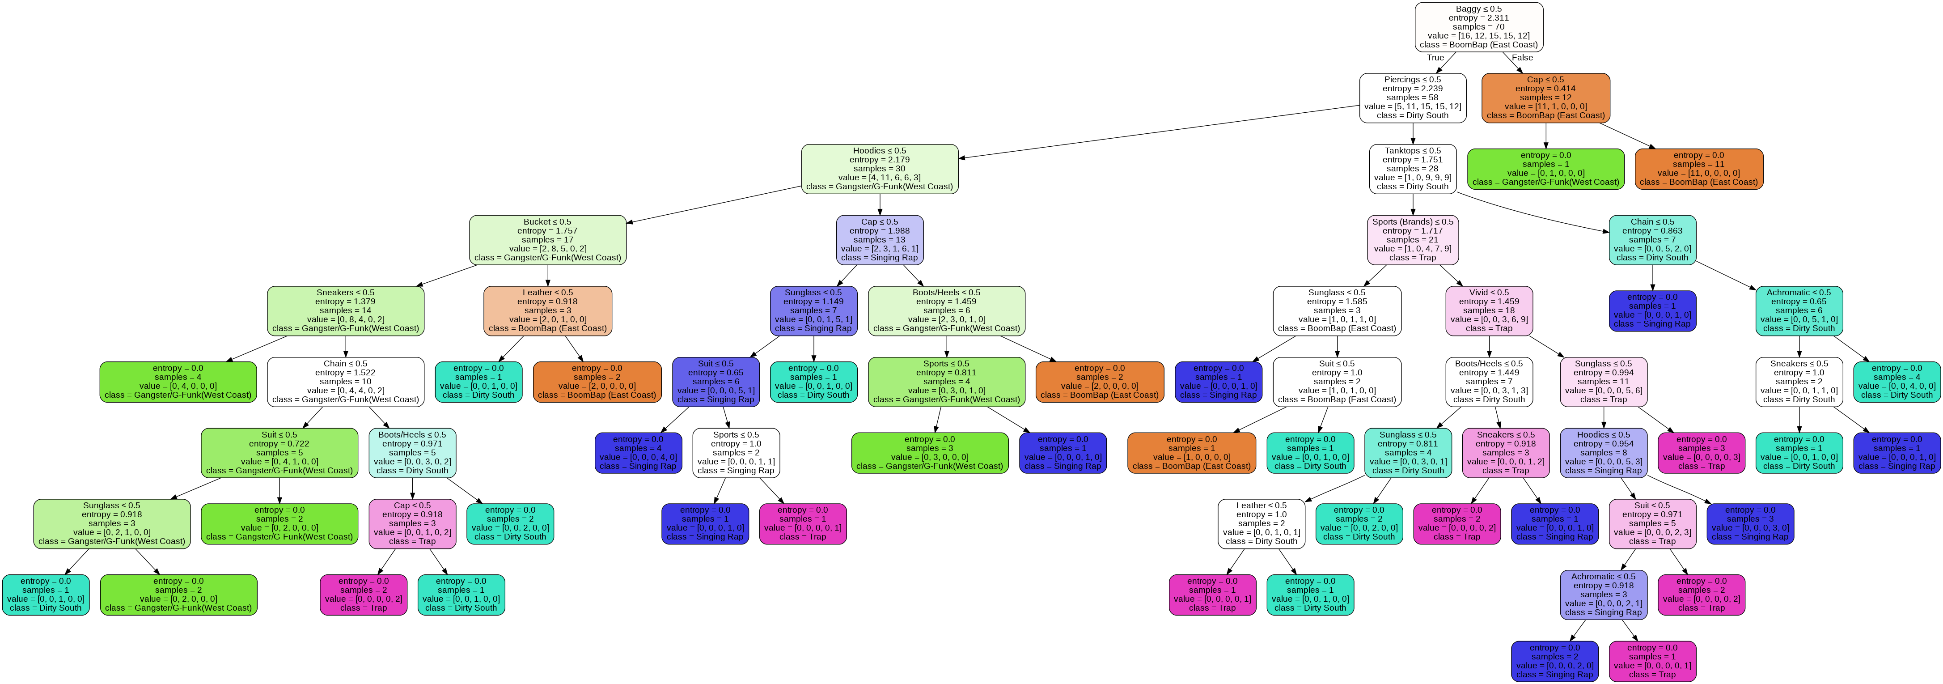 Baggy ≤ 0.5
entropy = 2.311
samples = 70
value = [16, 12, 15, 15, 12]
class = BoomBap (East Coast)
True
False
Piercings ≤ 0.5
entropy = 2.239
samples = 58
value = [5, 11, 15, 15, 12]
class = Dirty South
Cap ≤ 0.5
entropy = 0.414
samples = 12
value = [11, 1, 0, 0, 0]
class = BoomBap (East Coast)
Hoodies ≤ 0.5
entropy = 2.179
samples = 30
value = [4, 11, 6, 6, 3]
class = Gangster/G-Funk(West Coast)
Tanktops ≤ 0.5
entropy = 1.751
samples = 28
value = [1, 0, 9, 9, 9]
class = Dirty South
entropy = 0.0
samples = 1
value = [0, 1, 0, 0, 0]
class = Gangster/G-Funk(West Coast)
entropy = 0.0
samples = 11
value = [11, 0, 0, 0, 0]
class = BoomBap (East Coast)
Bucket ≤ 0.5
entropy = 1.757
samples = 17
value = [2, 8, 5, 0, 2]
class = Gangster/G-Funk(West Coast)
Cap ≤ 0.5
entropy = 1.988
samples = 13
value = [2, 3, 1, 6, 1]
class = Singing Rap
Sports (Brands) ≤ 0.5
entropy = 1.717
samples = 21
value = [1, 0, 4, 7, 9]
class = Trap
Chain ≤ 0.5
entropy = 0.863
samples = 7
value = [0, 0, 5, 2, 0]
class = Dirty South
Sneakers ≤ 0.5
entropy = 1.379
samples = 14
value = [0, 8, 4, 0, 2]
class = Gangster/G-Funk(West Coast)
Leather ≤ 0.5
entropy = 0.918
samples = 3
value = [2, 0, 1, 0, 0]
class = BoomBap (East Coast)
Sunglass ≤ 0.5
entropy = 1.149
samples = 7
value = [0, 0, 1, 5, 1]
class = Singing Rap
Boots/Heels ≤ 0.5
entropy = 1.459
samples = 6
value = [2, 3, 0, 1, 0]
class = Gangster/G-Funk(West Coast)
Sunglass ≤ 0.5
entropy = 1.585
samples = 3
value = [1, 0, 1, 1, 0]
class = BoomBap (East Coast)
Vivid ≤ 0.5
entropy = 1.459
samples = 18
value = [0, 0, 3, 6, 9]
class = Trap
entropy = 0.0
samples = 1
value = [0, 0, 0, 1, 0]
class = Singing Rap
Achromatic ≤ 0.5
entropy = 0.65
samples = 6
value = [0, 0, 5, 1, 0]
class = Dirty South
entropy = 0.0
samples = 4
value = [0, 4, 0, 0, 0]
class = Gangster/G-Funk(West Coast)
Chain ≤ 0.5
entropy = 1.522
samples = 10
value = [0, 4, 4, 0, 2]
class = Gangster/G-Funk(West Coast)
entropy = 0.0
samples = 1
value = [0, 0, 1, 0, 0]
class = Dirty South
entropy = 0.0
samples = 2
value = [2, 0, 0, 0, 0]
class = BoomBap (East Coast)
Suit ≤ 0.5
entropy = 0.65
samples = 6
value = [0, 0, 0, 5, 1]
class = Singing Rap
entropy = 0.0
samples = 1
value = [0, 0, 1, 0, 0]
class = Dirty South
Sports ≤ 0.5
entropy = 0.811
samples = 4
value = [0, 3, 0, 1, 0]
class = Gangster/G-Funk(West Coast)
entropy = 0.0
samples = 2
value = [2, 0, 0, 0, 0]
class = BoomBap (East Coast)
entropy = 0.0
samples = 1
value = [0, 0, 0, 1, 0]
class = Singing Rap
Suit ≤ 0.5
entropy = 1.0
samples = 2
value = [1, 0, 1, 0, 0]
class = BoomBap (East Coast)
Boots/Heels ≤ 0.5
entropy = 1.449
samples = 7
value = [0, 0, 3, 1, 3]
class = Dirty South
Sunglass ≤ 0.5
entropy = 0.994
samples = 11
value = [0, 0, 0, 5, 6]
class = Trap
Sneakers ≤ 0.5
entropy = 1.0
samples = 2
value = [0, 0, 1, 1, 0]
class = Dirty South
entropy = 0.0
samples = 4
value = [0, 0, 4, 0, 0]
class = Dirty South
Suit ≤ 0.5
entropy = 0.722
samples = 5
value = [0, 4, 1, 0, 0]
class = Gangster/G-Funk(West Coast)
Boots/Heels ≤ 0.5
entropy = 0.971
samples = 5
value = [0, 0, 3, 0, 2]
class = Dirty South
entropy = 0.0
samples = 4
value = [0, 0, 0, 4, 0]
class = Singing Rap
Sports ≤ 0.5
entropy = 1.0
samples = 2
value = [0, 0, 0, 1, 1]
class = Singing Rap
entropy = 0.0
samples = 3
value = [0, 3, 0, 0, 0]
class = Gangster/G-Funk(West Coast)
entropy = 0.0
samples = 1
value = [0, 0, 0, 1, 0]
class = Singing Rap
entropy = 0.0
samples = 1
value = [1, 0, 0, 0, 0]
class = BoomBap (East Coast)
entropy = 0.0
samples = 1
value = [0, 0, 1, 0, 0]
class = Dirty South
Sunglass ≤ 0.5
entropy = 0.811
samples = 4
value = [0, 0, 3, 0, 1]
class = Dirty South
Sneakers ≤ 0.5
entropy = 0.918
samples = 3
value = [0, 0, 0, 1, 2]
class = Trap
Hoodies ≤ 0.5
entropy = 0.954
samples = 8
value = [0, 0, 0, 5, 3]
class = Singing Rap
entropy = 0.0
samples = 3
value = [0, 0, 0, 0, 3]
class = Trap
entropy = 0.0
samples = 1
value = [0, 0, 1, 0, 0]
class = Dirty South
entropy = 0.0
samples = 1
value = [0, 0, 0, 1, 0]
class = Singing Rap
Sunglass ≤ 0.5
entropy = 0.918
samples = 3
value = [0, 2, 1, 0, 0]
class = Gangster/G-Funk(West Coast)
entropy = 0.0
samples = 2
value = [0, 2, 0, 0, 0]
class = Gangster/G-Funk(West Coast)
Cap ≤ 0.5
entropy = 0.918
samples = 3
value = [0, 0, 1, 0, 2]
class = Trap
entropy = 0.0
samples = 2
value = [0, 0, 2, 0, 0]
class = Dirty South
entropy = 0.0
samples = 1
value = [0, 0, 0, 1, 0]
class = Singing Rap
entropy = 0.0
samples = 1
value = [0, 0, 0, 0, 1]
class = Trap
Leather ≤ 0.5
entropy = 1.0
samples = 2
value = [0, 0, 1, 0, 1]
class = Dirty South
entropy = 0.0
samples = 2
value = [0, 0, 2, 0, 0]
class = Dirty South
entropy = 0.0
samples = 2
value = [0, 0, 0, 0, 2]
class = Trap
entropy = 0.0
samples = 1
value = [0, 0, 0, 1, 0]
class = Singing Rap
Suit ≤ 0.5
entropy = 0.971
samples = 5
value = [0, 0, 0, 2, 3]
class = Trap
entropy = 0.0
samples = 3
value = [0, 0, 0, 3, 0]
class = Singing Rap
entropy = 0.0
samples = 1
value = [0, 0, 1, 0, 0]
class = Dirty South
entropy = 0.0
samples = 2
value = [0, 2, 0, 0, 0]
class = Gangster/G-Funk(West Coast)
entropy = 0.0
samples = 2
value = [0, 0, 0, 0, 2]
class = Trap
entropy = 0.0
samples = 1
value = [0, 0, 1, 0, 0]
class = Dirty South
entropy = 0.0
samples = 1
value = [0, 0, 0, 0, 1]
class = Trap
entropy = 0.0
samples = 1
value = [0, 0, 1, 0, 0]
class = Dirty South
Achromatic ≤ 0.5
entropy = 0.918
samples = 3
value = [0, 0, 0, 2, 1]
class = Singing Rap
entropy = 0.0
samples = 2
value = [0, 0, 0, 0, 2]
class = Trap
entropy = 0.0
samples = 2
value = [0, 0, 0, 2, 0]
class = Singing Rap
entropy = 0.0
samples = 1
value = [0, 0, 0, 0, 1]
class = Trap